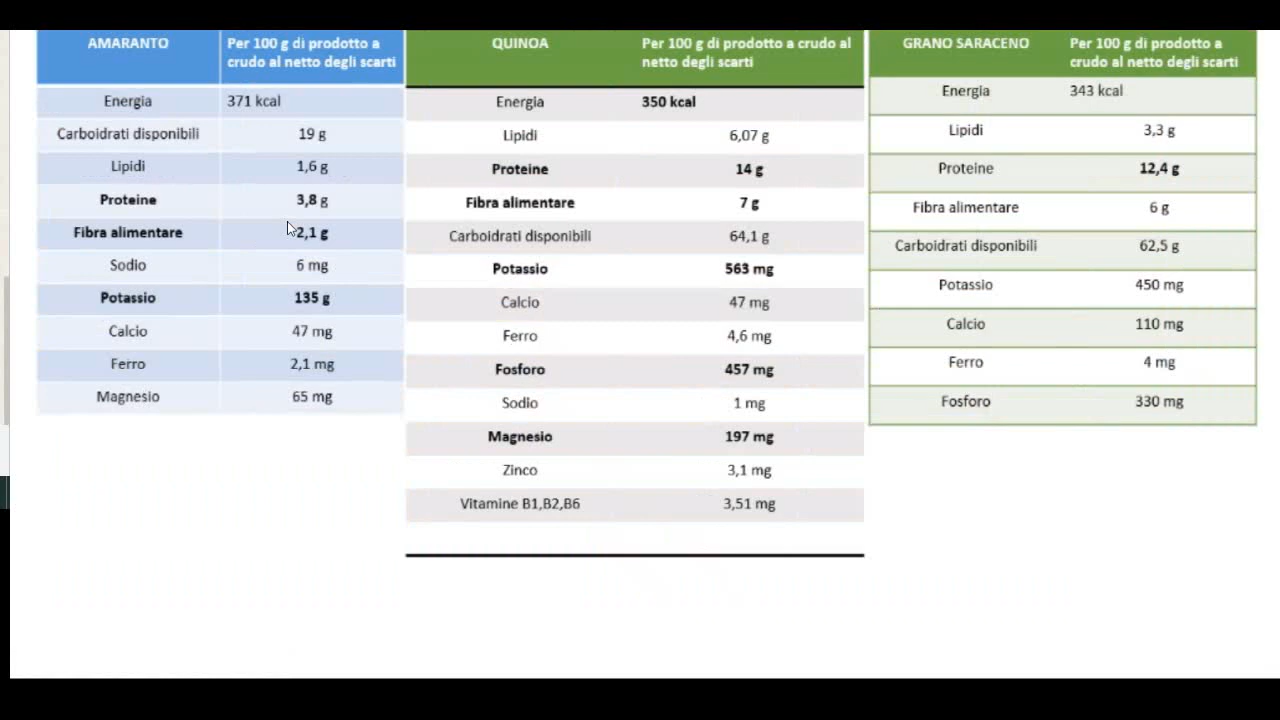 AMARANTO
Per 100 g di prodotto a
crudo al netto degli scarti
Energia 371 kcal
Carboidrati disponibili 19 g
Lipidi 1,6 g
Proteine 3,8 g
Fibra alimentare 2,1 g
Sodio 6 mg
Potassio 135 g
Calcio 47 mg
Ferro 2,1 mg
Magnesio 65 mg
QUINOA
Per 100 g di prodotto a crudo al
netto degli scarti
Energia 350 kcal
Lipidi 6,07 g
Proteine 14 g
Fibra alimentare 7 g
Carboidrati disponibili 64,1 g
Potassio 563 mg
Calcio 47 mg
Ferro 4,6 mg
Fosforo 457 mg
Sodio 1 mg
Magnesio 197 mg
Zinco 3,1 mg
Vitamine B1,B2,B6 3,51 mg
GRANO SARACENO
Per 100 g di prodotto a
crudo al netto degli scarti
Energia 343 kcal
Lipidi 3,3 g
Proteine 12,4 g
Fibra alimentare 6 g
Carboidrati disponibili 62,5 g
Potassio 450 mg
Calcio 110 mg
Ferro 4 mg
Fosforo 330 mg